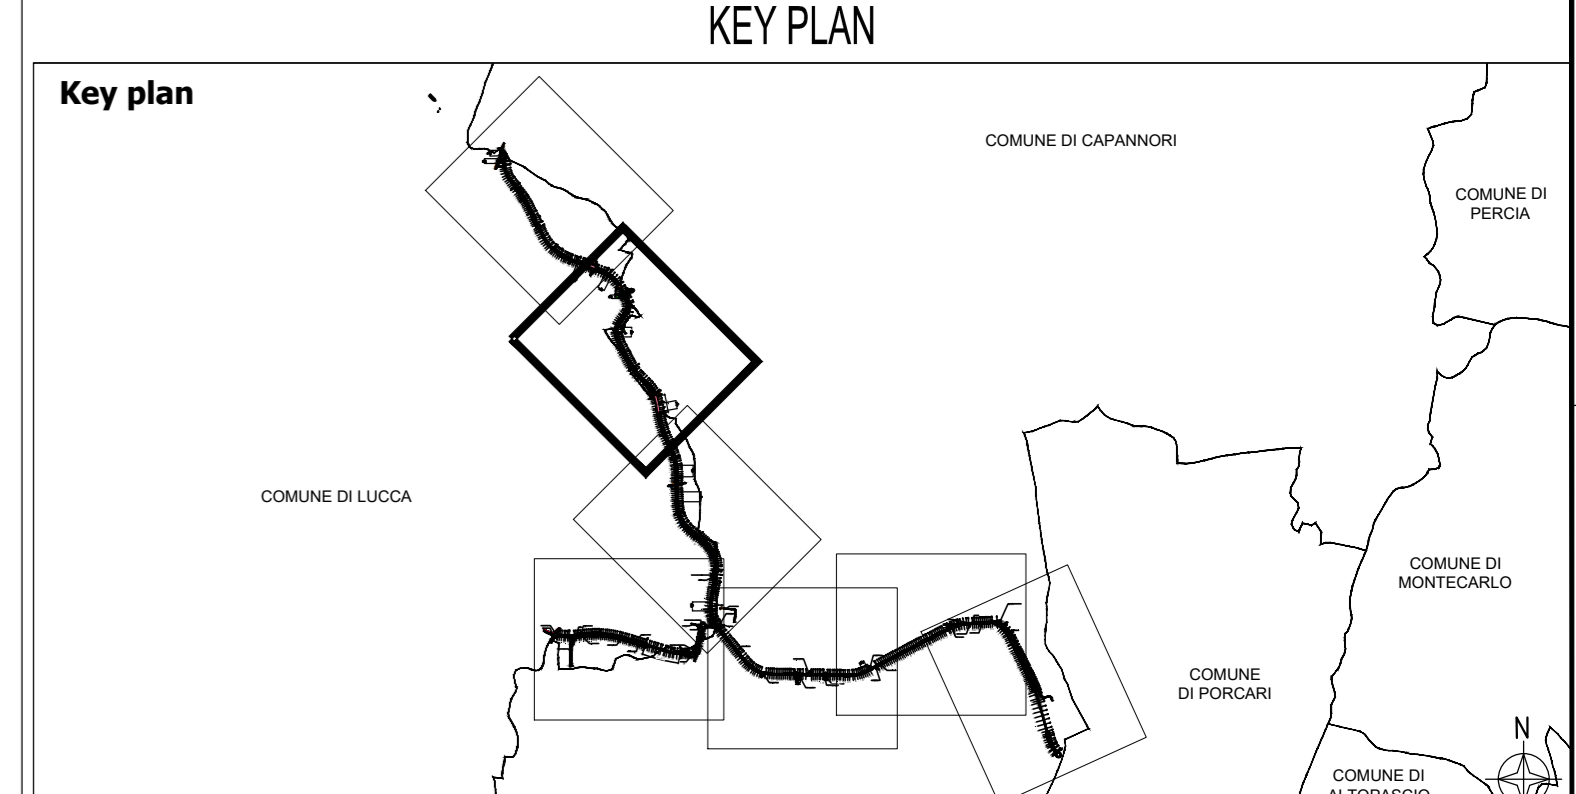 KEY PLAN
Key plan
COMUNE DI CAPANNORI
COMUNE DI
PERCIA
COMUNE DI LUCCA
COMUNE DI
MONTECARLO
COMUNE
DI PORCARI
N
COMUNE DI
ALTOPASCIO